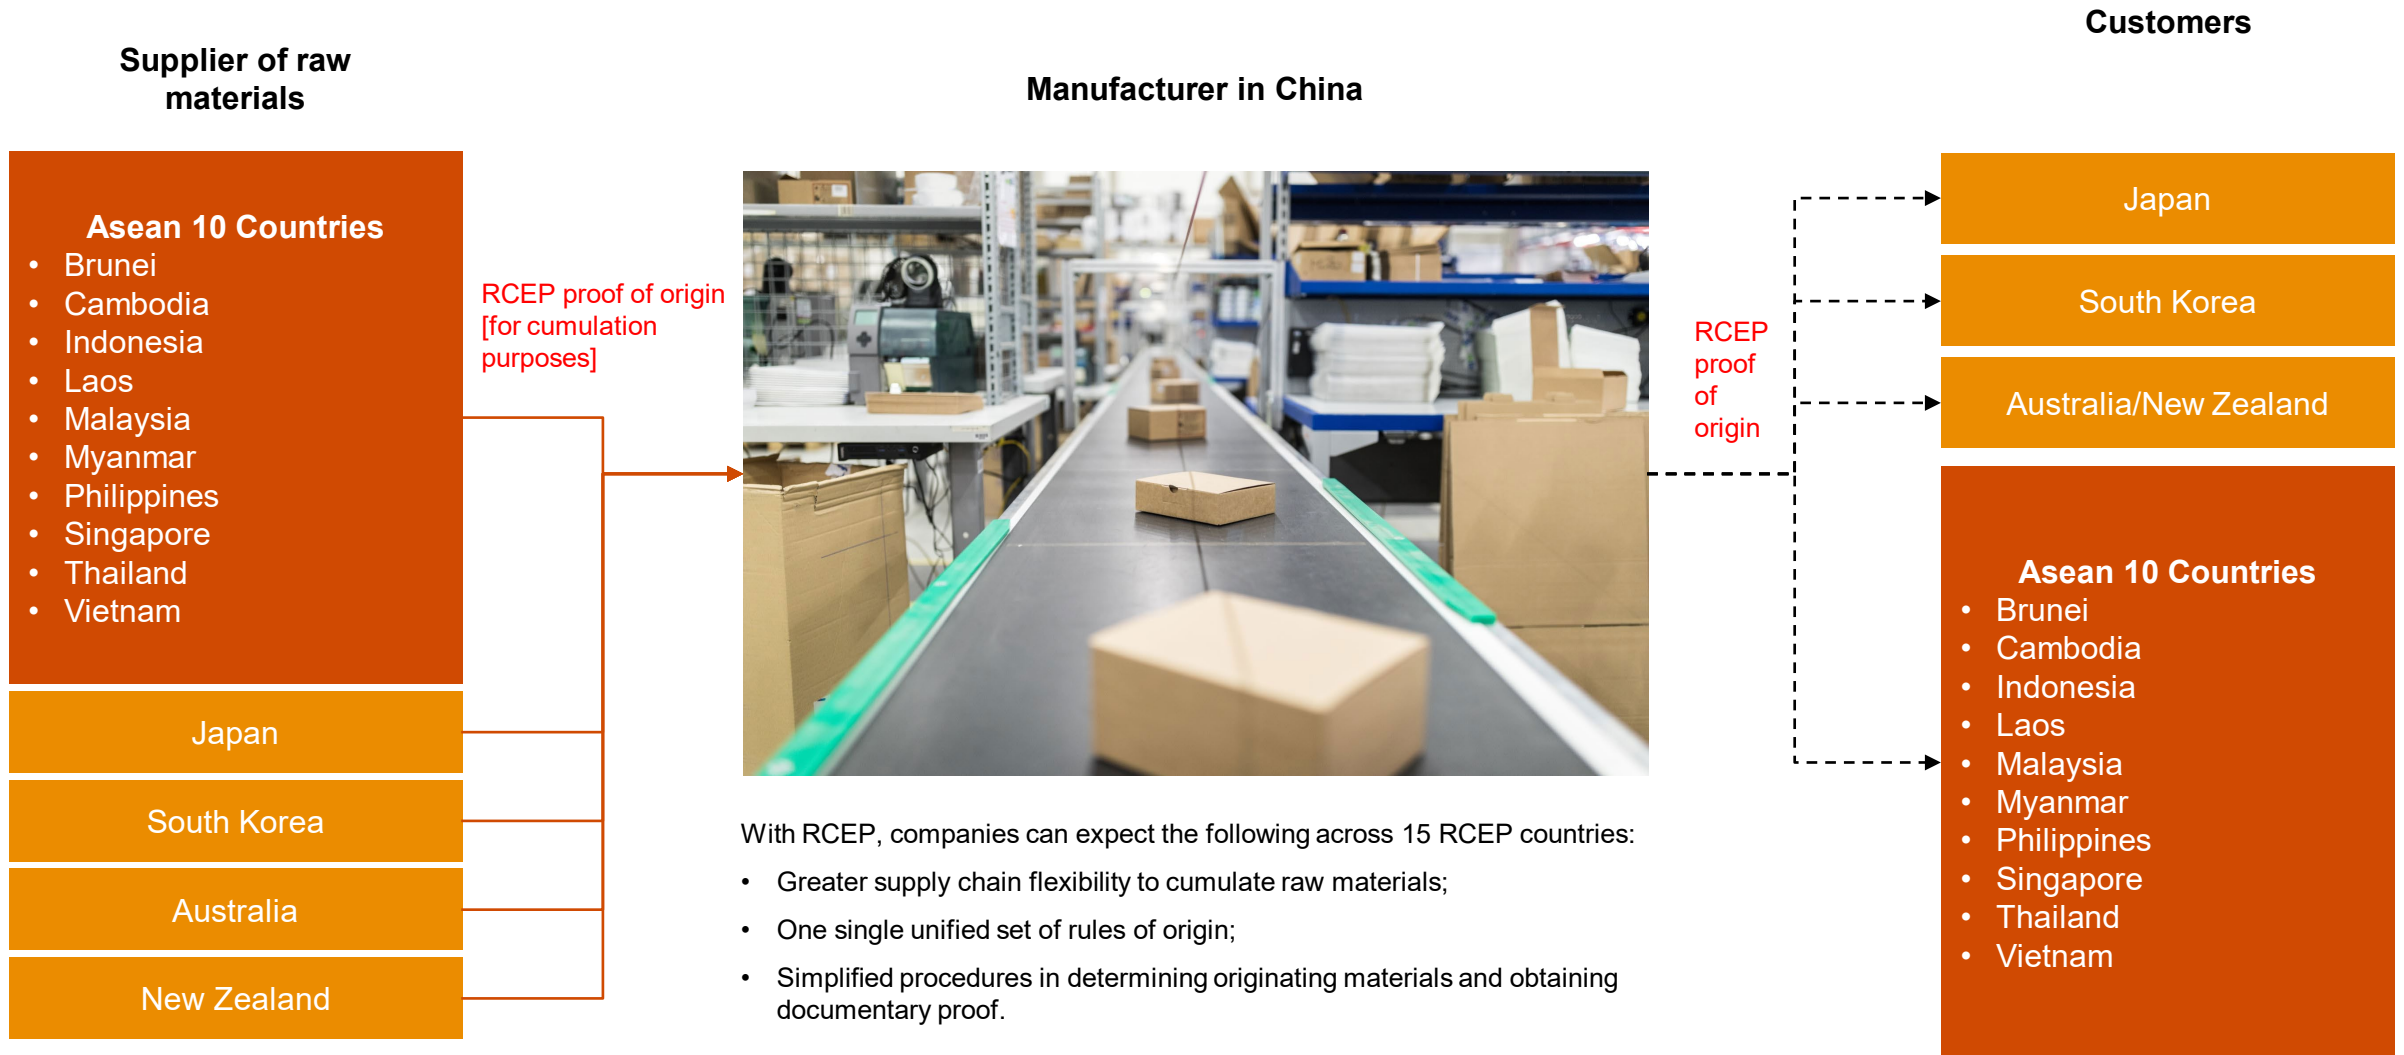 Supplier of raw
materials
Asean 10 Countries
• Brunei
• Cambodia
• Indonesia
• Laos
• Malaysia
• Myanmar
• Philippines
• Singapore
• Thailand
• Vietnam
Japan
South Korea
Australia
New Zealand
RCEP proof of origin
[for cumulation
purposes]
Manufacturer in China
With RCEP, companies can expect the following across 15 RCEP countries:
• Greater supply chain flexibility to cumulate raw materials;
• One single unified set of rules of origin;
• Simplified procedures in determining originating materials and obtaining
documentary proof.
RCEP
proof
of
origin
Customers
Japan
South Korea
Australia/New Zealand
Asean 10 Countries
• Brunei
• Cambodia
• Indonesia
• Laos
• Malaysia
• Myanmar
• Philippines
• Singapore
• Thailand
• Vietnam